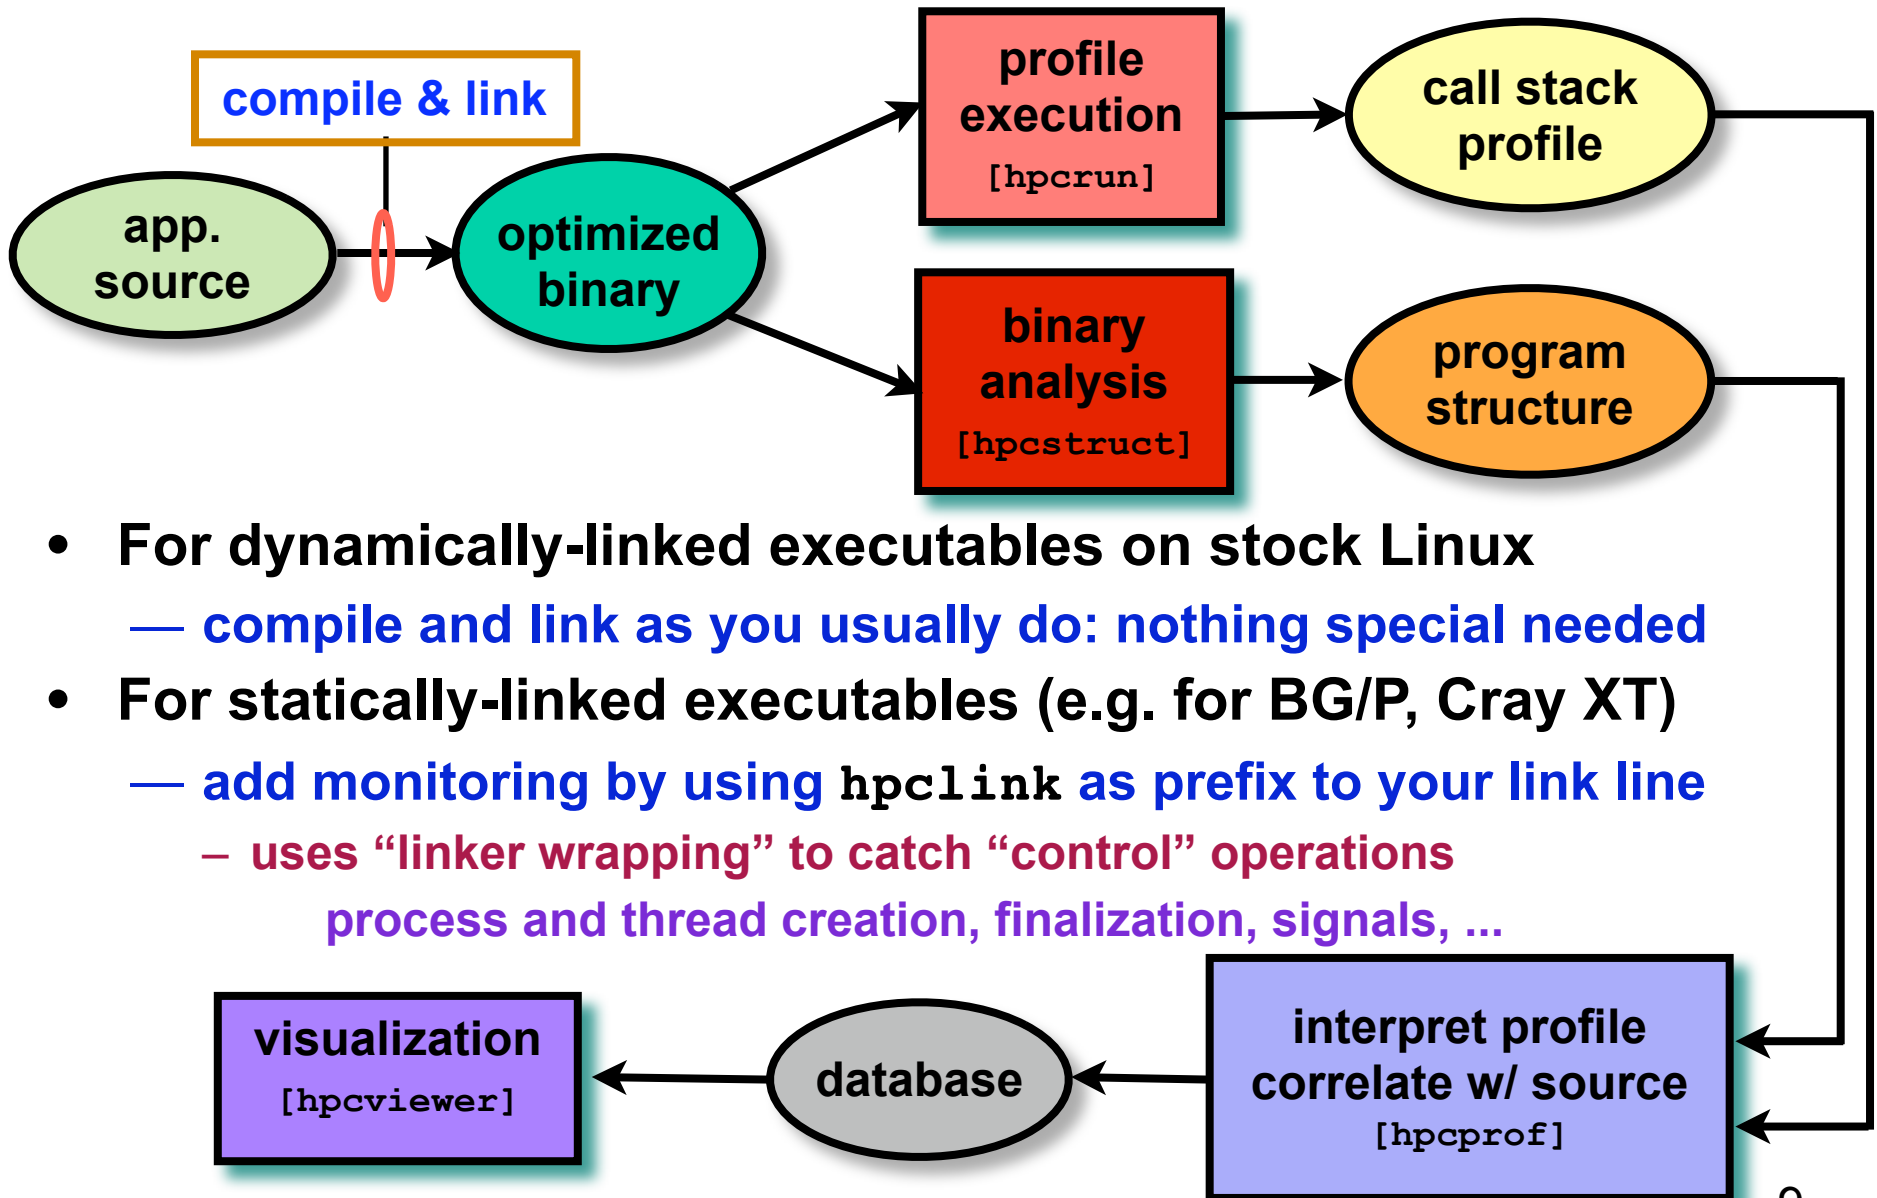 compile & link
app.
source
optimized
binary
profile
execution
[hpcrun]
call stack
profile
binary
analysis
[hpcstruct]
program
structure
• For dynamically-linked executables on stock Linux
— compile and link as you usually do: nothing special needed
• For statically-linked executables (e.g. for BG/P, Cray XT)
— add monitoring by using hpclink as prefix to your link line
– uses “linker wrapping” to catch “control” operations
process and thread creation, finalization, signals, ...
visualization
[hpcviewer]
database
interpret profile
correlate w/ source
[hpcprof]